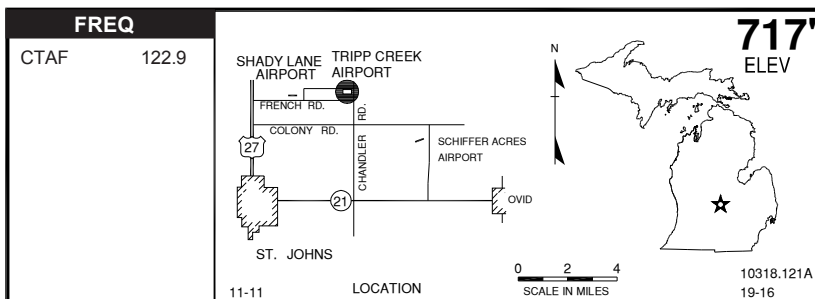 FREQ
CTAF 122.9
SHADY LANE
AIRPORT
TRIPP CREEK
AIRPORT
FRENCH RD.
COLONY RD.
CHANDLER RD.
27
SCHIFFER ACRES
AIRPORT
21
OVID
ST. JOHNS
11-11
LOCATION
N
0 2 4
SCALE IN MILES
717'
ELEV
10318.121A
19-16